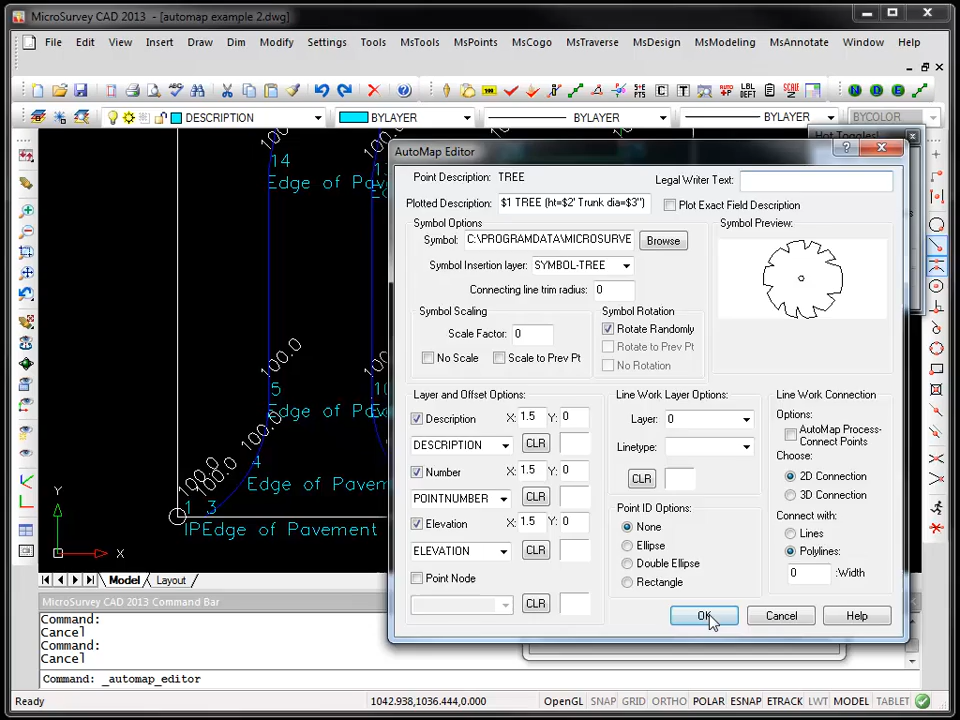 MicroSurvey CAD 2013 - [automap example 2.dwg]
File Edit View Insert Draw Dim Modify Settings Tools MsTools MsPoints MsCogo MsTraverse MsDesign MsModeling MsAnnotate Window Help
DESCRIPTION BYLAYER BYLAYER BYLAYER BYCOLOR
AutoMap Editor
Point Description: TREE
Legal Writer Text:
Plotted Description: $1 TREE (ht=$2' Trunk dia=$3")
Plot Exact Field Description
Symbol Options
Symbol: C:\PROGRAMDATA\MICROSURVE Browse
Symbol Insertion layer: SYMBOL-TREE
Connecting line trim radius: 0
Symbol Preview:
Symbol Scaling
Scale Factor: 0
No Scale Scale to Prev Pt
Symbol Rotation
Rotate Randomly
Rotate to Prev Pt
No Rotation
Layer and Offset Options:
Description X: 1.5 Y: 0
DESCRIPTION CLR
Number X: 1.5 Y: 0
POINTNUMBER CLR
Elevation X: 1.5 Y: 0
ELEVATION CLR
Point Node
CLR
Line Work Layer Options:
Layer: 0
Linetype:
CLR
Point ID Options:
None
Ellipse
Double Ellipse
Rectangle
Line Work Connection
Options:
AutoMap Process-
Connect Points
Choose:
2D Connection
3D Connection
Connect with:
Lines
Polylines:
0 :Width
OK Cancel Help
14
Edge of Pa
100.0
5
Edge of Pav
100.0
4
Edge of Pavem
100.0
100.0
1 3
IPEdge of Pavement
Y
X
Model Layout
MicroSurvey CAD 2013 Command Bar
Command:
Cancel
Command:
Cancel
Command: _automap_editor
Ready 1042.938,1036.444,0.000 OpenGL SNAP GRID ORTHO POLAR ESNAP ETRACK LWT MODEL TABLET